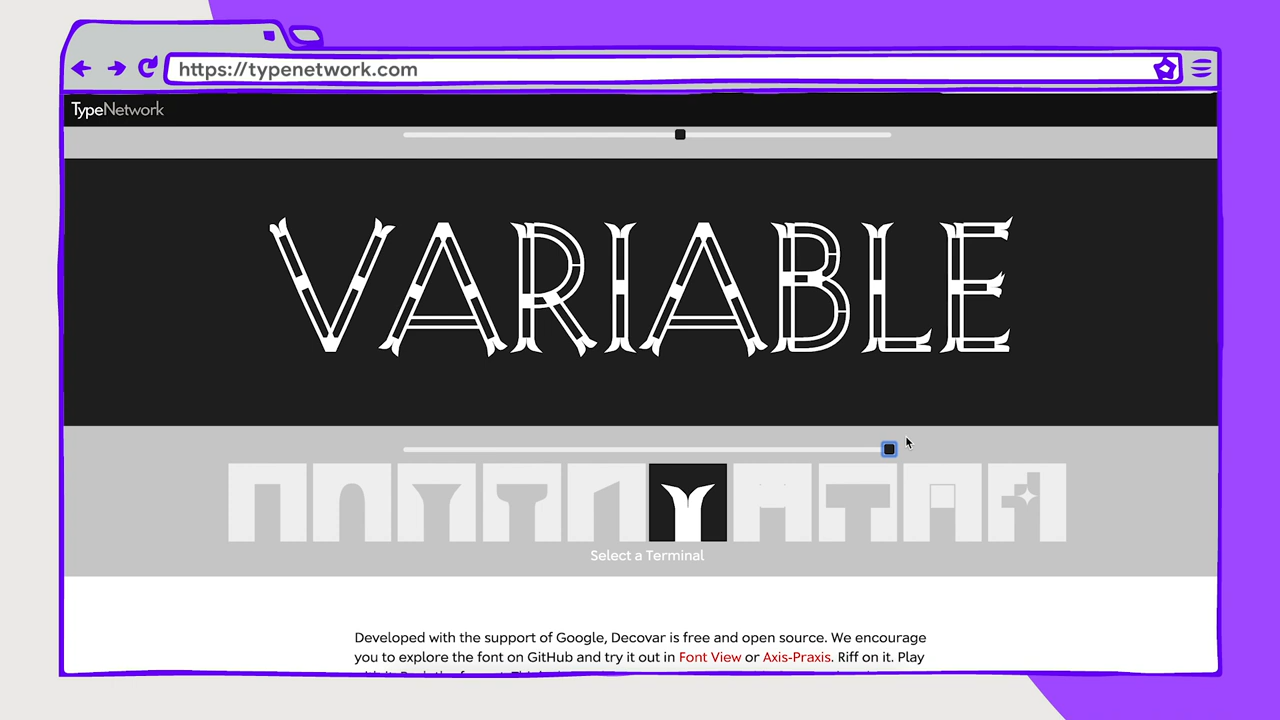 https://typenetwork.com
TypeNetwork
VARIABLE
Select a Terminal
Developed with the support of Google, Decovar is free and open source. We encourage
you to explore the font on GitHub and try it out in Font View or Axis-Praxis. Riff on it. Play